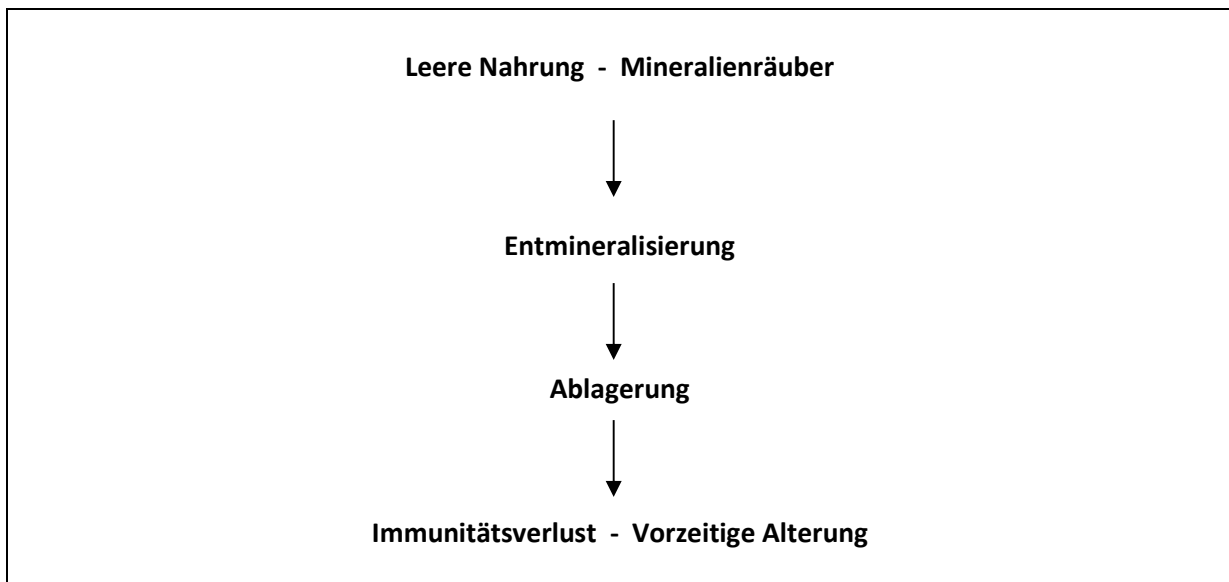 Leere Nahrung - Mineralienräuber
Entmineralisierung
Ablagerung
Immunitätsverlust - Vorzeitige Alterung